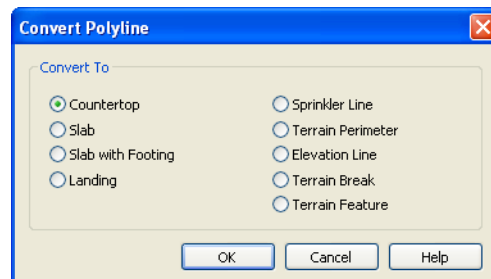 Convert Polyline
Convert To
Countertop
Slab
Slab with Footing
Landing
Sprinkler Line
Terrain Perimeter
Elevation Line
Terrain Break
Terrain Feature
OK
Cancel
Help